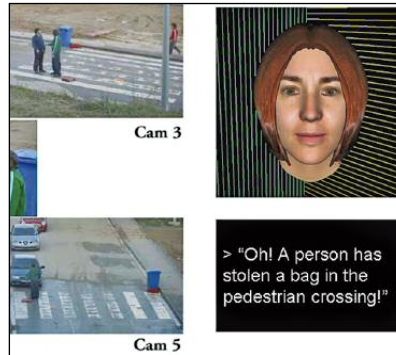 Cam 3
Cam 5
> "Oh! A person has
stolen a bag in the
pedestrian crossing!"